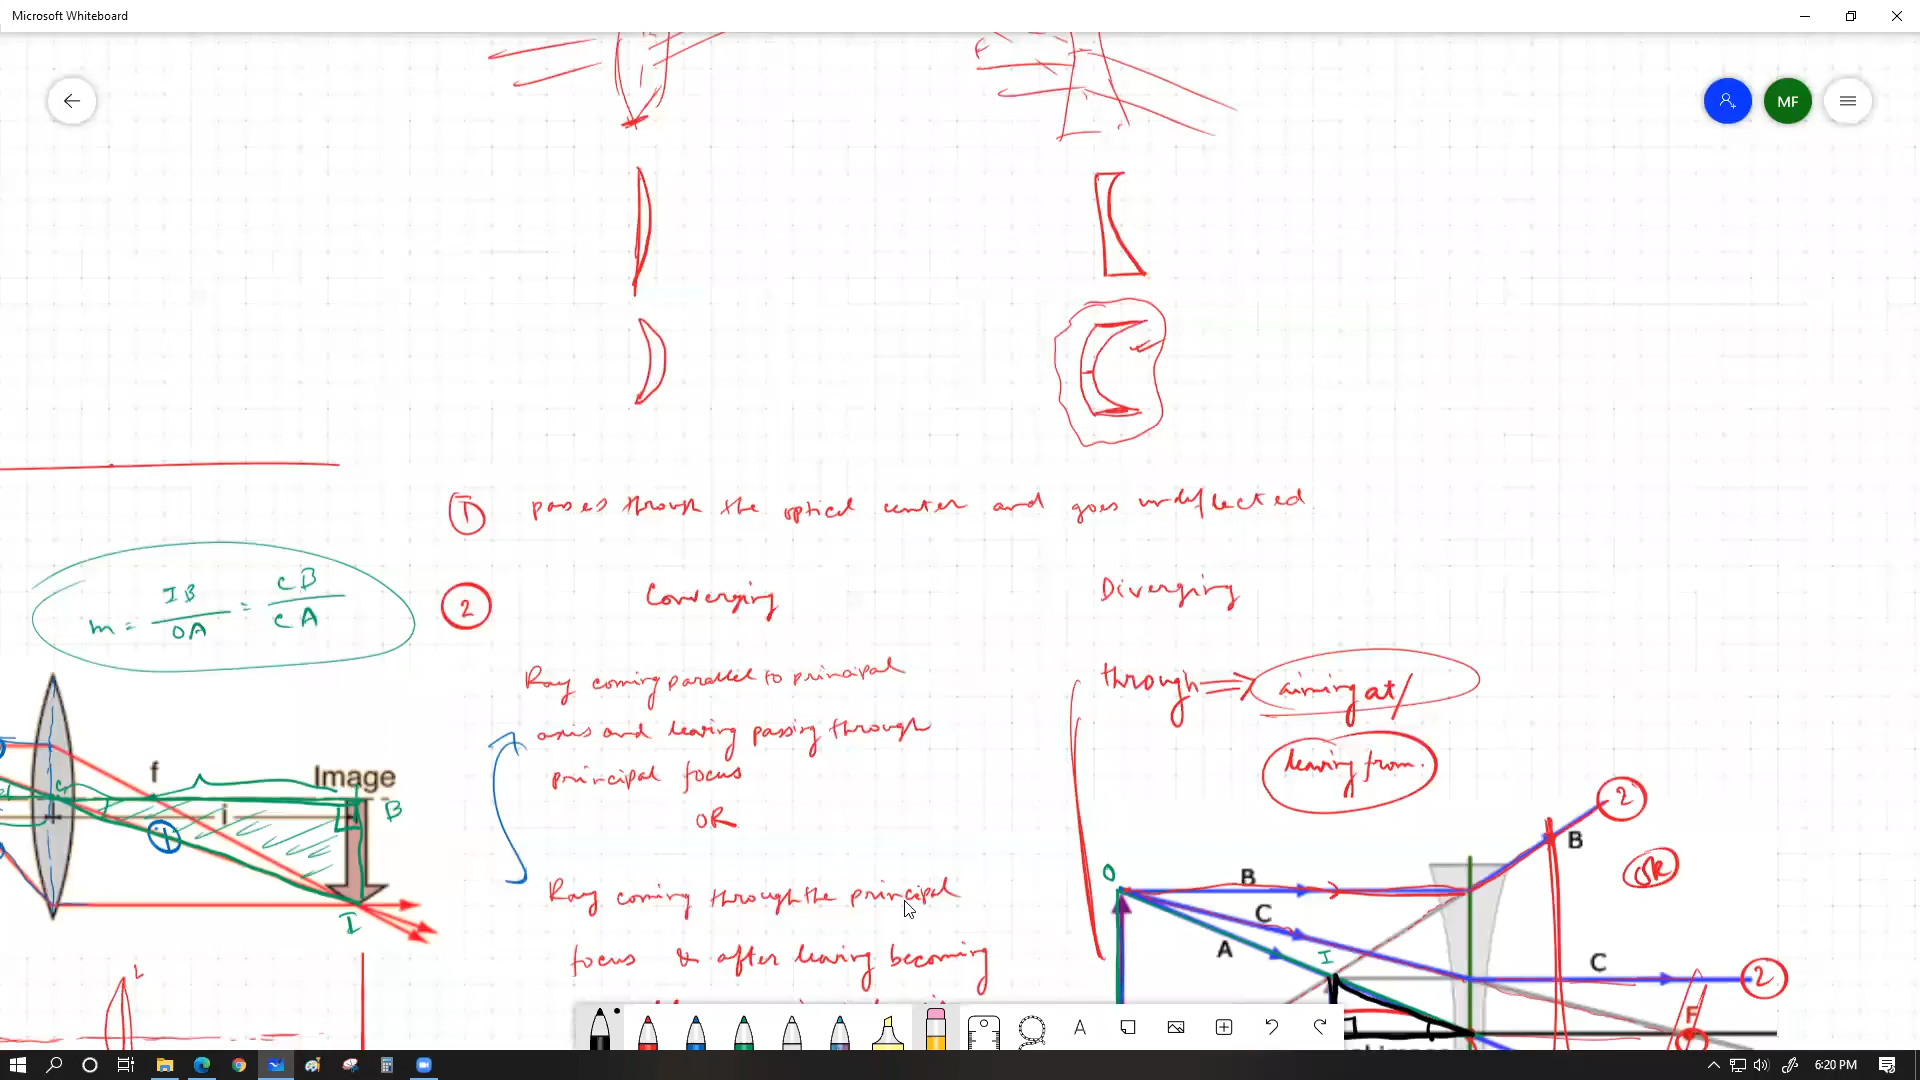 Microsoft Whiteboard
MF
F
① passes through the optical center and goes undeflected
m = IB/OA = CB/CA
② Converging
Diverging
Ray coming parallel to principal
axis and leaving passing through
principal focus
OR
Ray coming through the principal
focus & after leaving becoming
through ⇒ aiming at/
leaving from.
f
Image
C
B
i
①
I
L
2
B
OR
O
B
C
A
I
C
2
F
A
6:20 PM